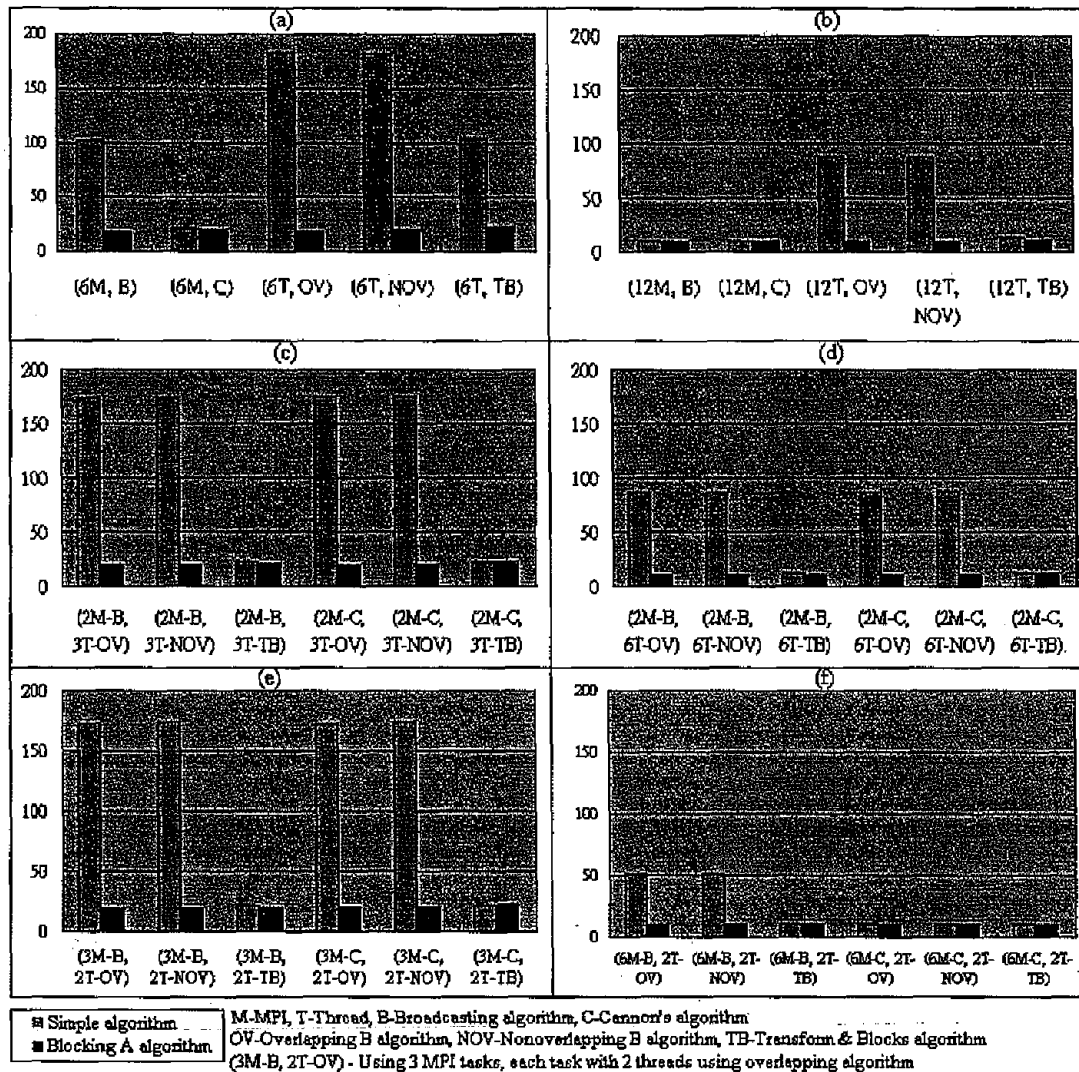 (a)
200
150
100
50
0
(6M, B) (6M, C) (6T, OV) (6T, NOV) (6T, TB)
(b)
200
150
100
50
0
(12M, B) (12M, C) (12T, OV) (12T, NOV) (12T, TB)
(c)
200
150
100
50
0
(2M-B, 3T-OV) (2M-B, 3T-NOV) (2M-B, 3T-TB) (2M-C, 3T-OV) (2M-C, 3T-NOV) (2M-C, 3T-TB)
(d)
200
150
100
50
0
(2M-B, 6T-OV) (2M-B, 6T-NOV) (2M-B, 6T-TB) (2M-C, 6T-OV) (2M-C, 6T-NOV) (2M-C, 6T-TB).
(e)
200
150
100
50
0
(3M-B, 2T-OV) (3M-B, 2T-NOV) (3M-B, 2T-TB) (3M-C, 2T-OV) (3M-C, 2T-NOV) (3M-C, 2T-TB)
(f)
200
150
100
50
0
(6M-B, 2T-OV) (6M-B, 2T-NOV) (6M-B, 2T-TB) (6M-C, 2T-OV) (6M-C, 2T-NOV) (6M-C, 2T-TB)
Simple algorithm
Blocking A algorithm
M-MPI, T-Thread, B-Broadcasting algorithm, C-Cannon's algorithm
OV-Overlapping B algorithm, NOV-Nonoverlapping B algorithm, TB-Transform & Blocks algorithm
(3M-B, 2T-OV) - Using 3 MPI tasks, each task with 2 threads using overlapping algorithm